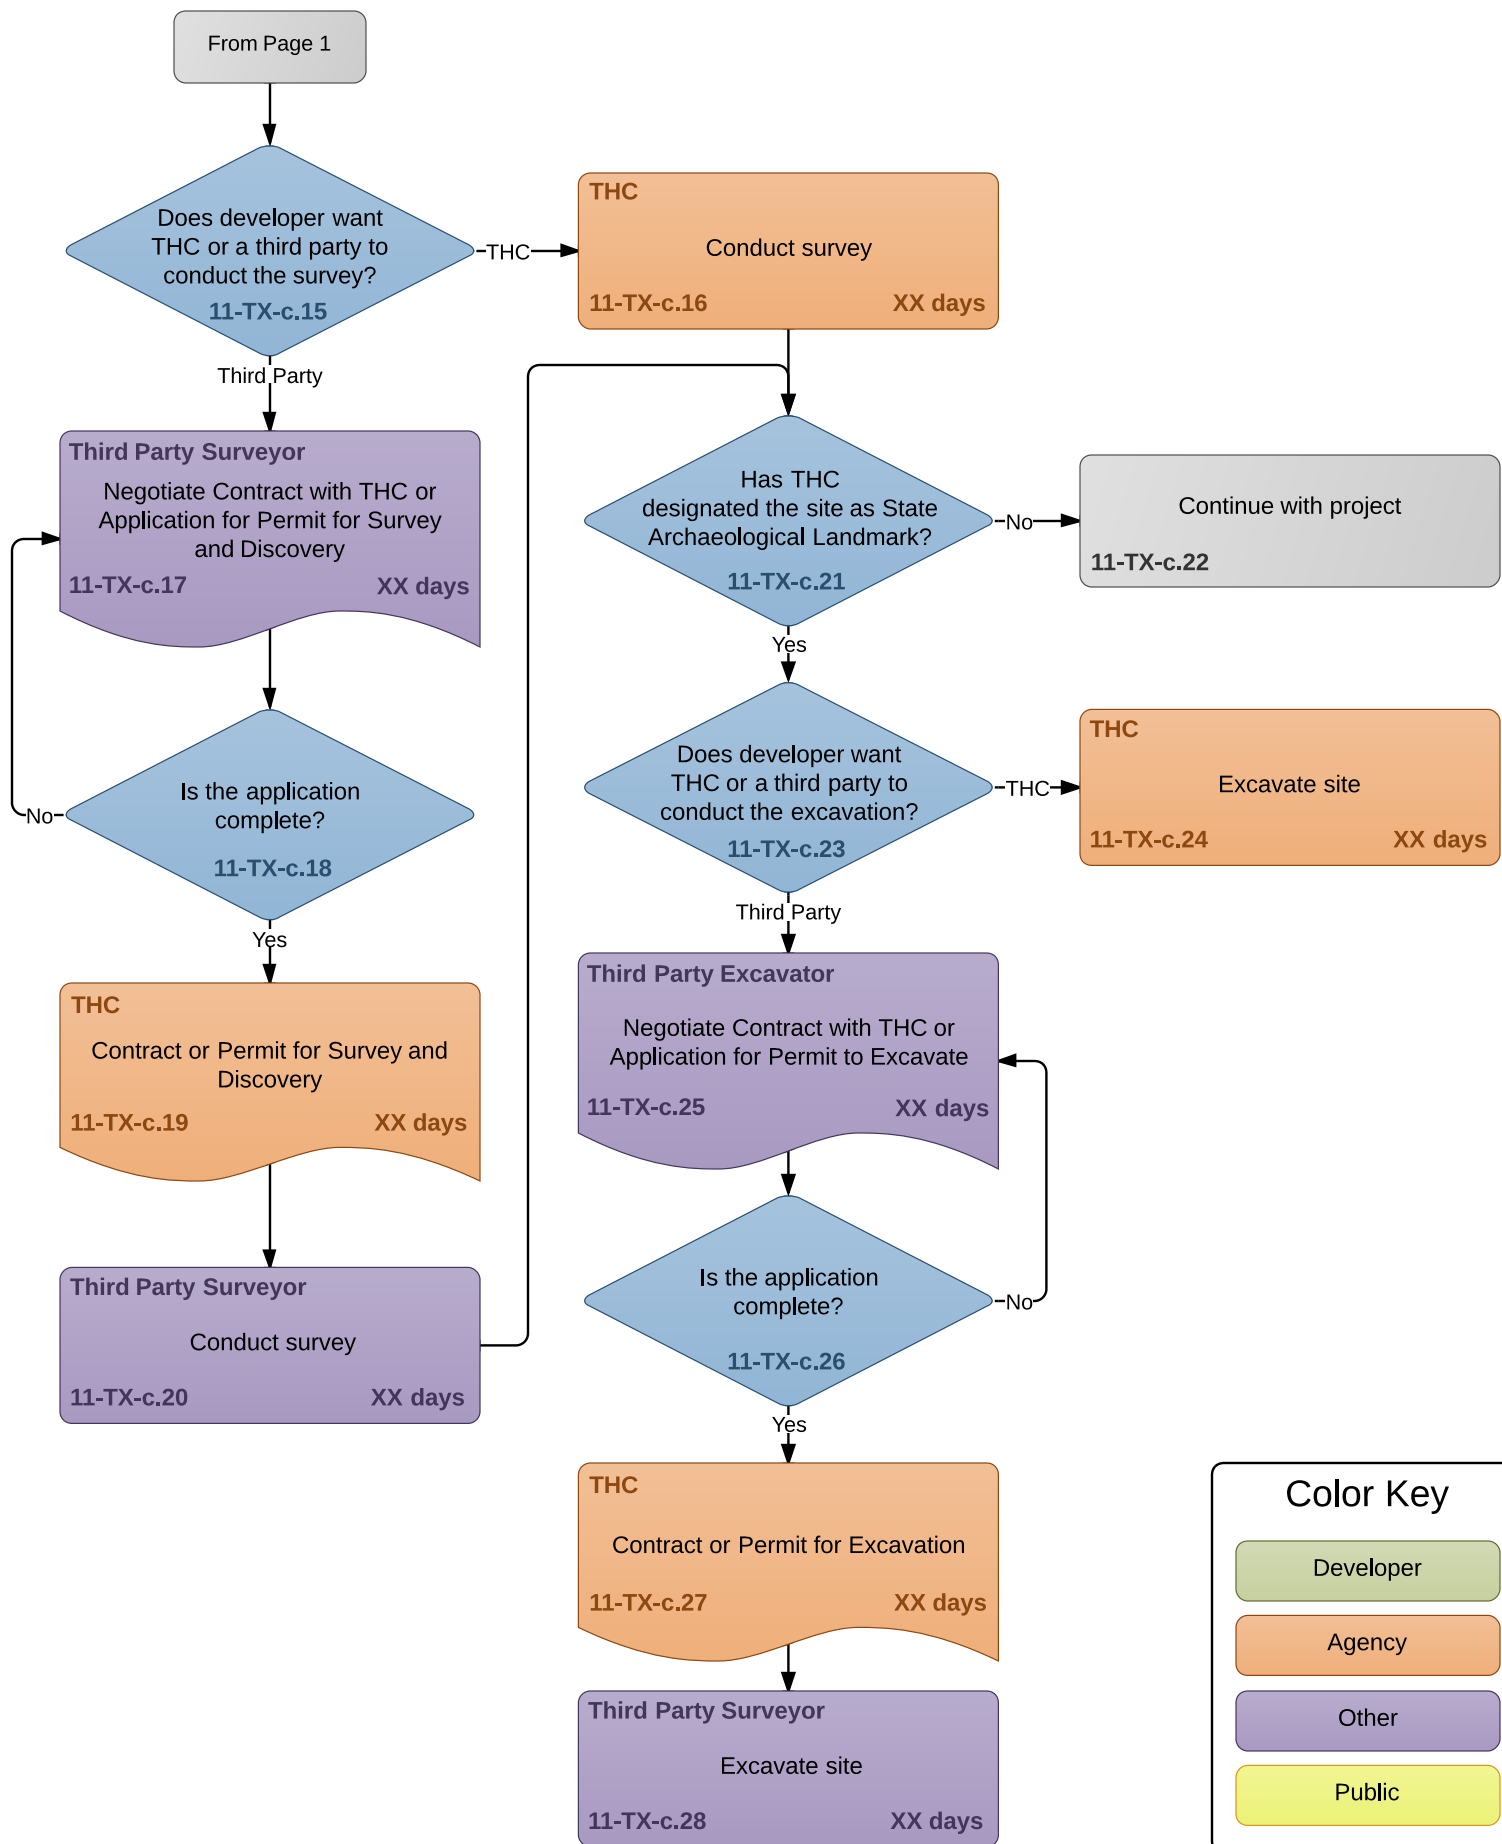 From Page 1
Does developer want
THC or a third party to
conduct the survey?
11-TX-c.15
THC
THC
Conduct survey
11-TX-c.16 XX days
Third Party
Third Party Surveyor
Negotiate Contract with THC or
Application for Permit for Survey
and Discovery
11-TX-c.17 XX days
Is the application
complete?
11-TX-c.18
No
Yes
THC
Contract or Permit for Survey and
Discovery
11-TX-c.19 XX days
Third Party Surveyor
Conduct survey
11-TX-c.20 XX days
Has THC
designated the site as State
Archaeological Landmark?
11-TX-c.21
No
Continue with project
11-TX-c.22
Yes
Does developer want
THC or a third party to
conduct the excavation?
11-TX-c.23
THC
THC
Excavate site
11-TX-c.24 XX days
Third Party
Third Party Excavator
Negotiate Contract with THC or
Application for Permit to Excavate
11-TX-c.25 XX days
Is the application
complete?
11-TX-c.26
No
Yes
THC
Contract or Permit for Excavation
11-TX-c.27 XX days
Third Party Surveyor
Excavate site
11-TX-c.28 XX days
Color Key
Developer
Agency
Other
Public